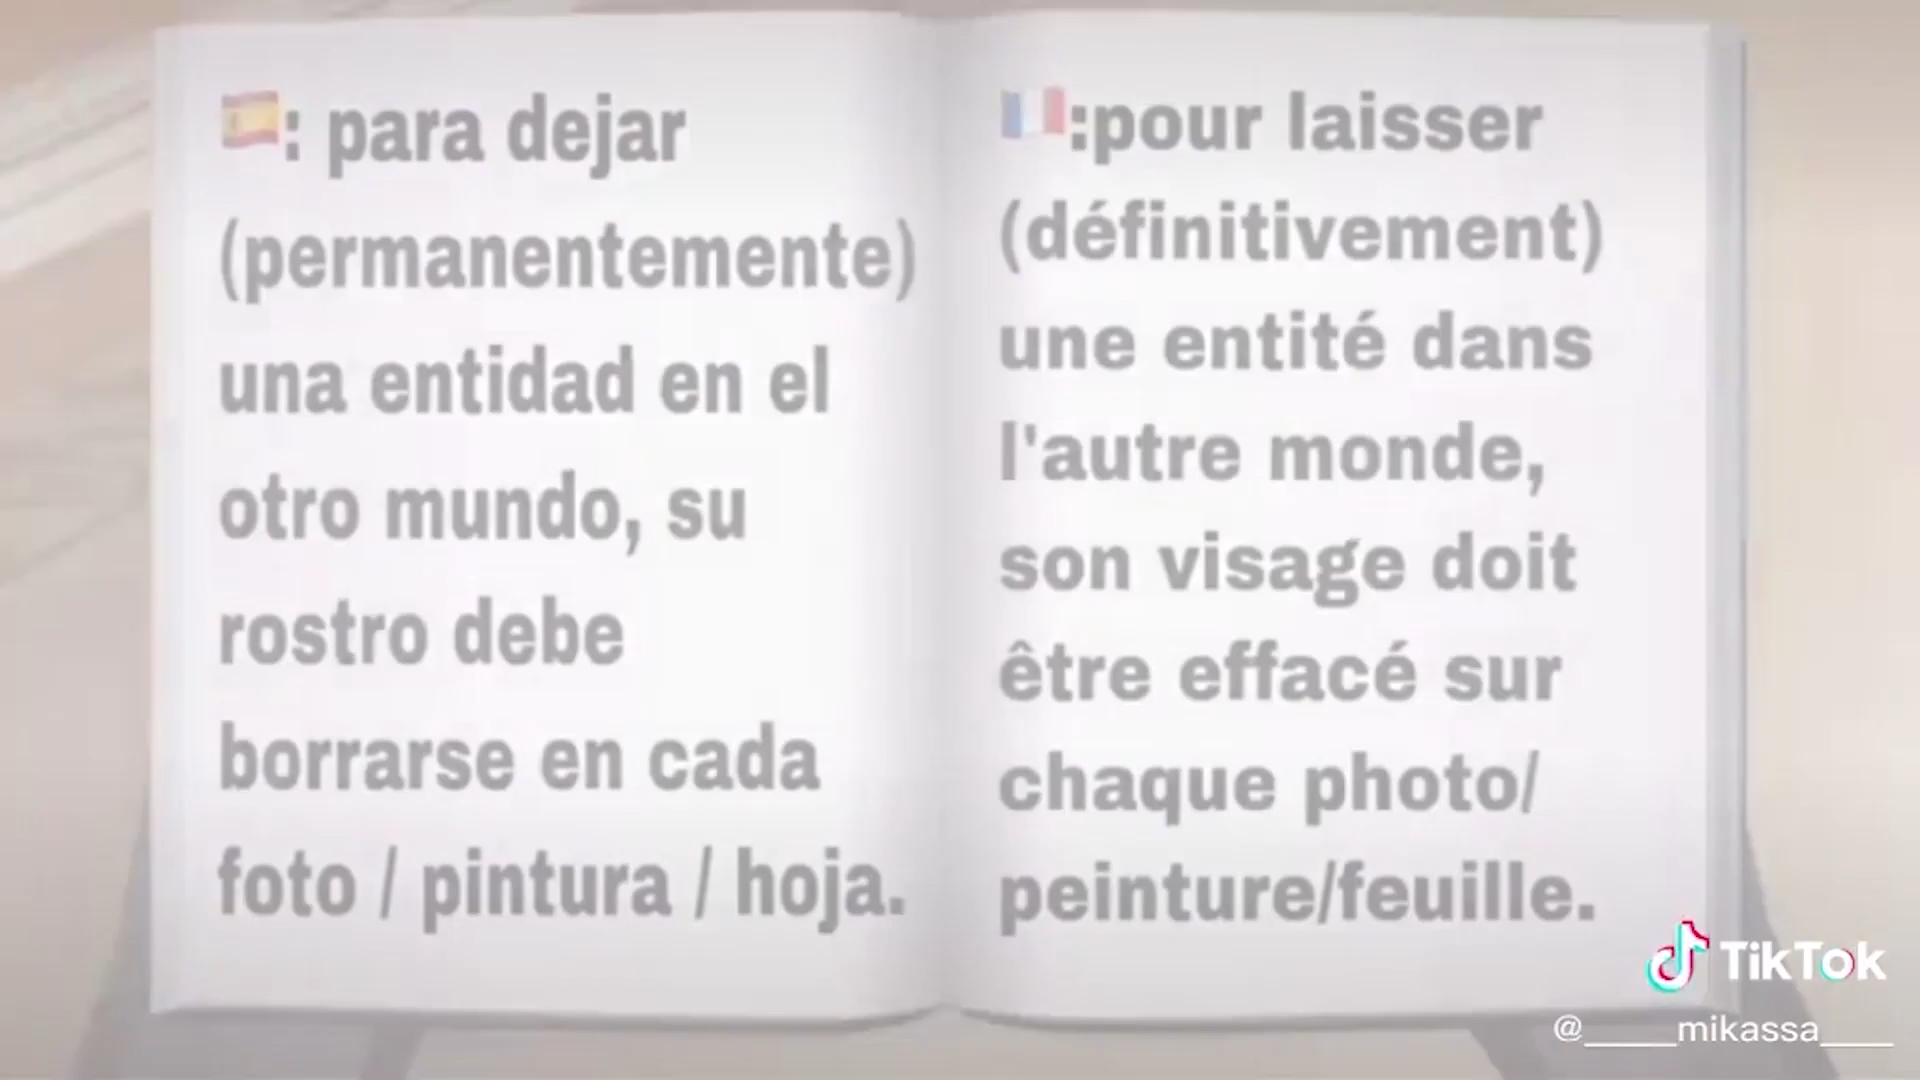 🇪🇸: para dejar
(permanentemente)
una entidad en el
otro mundo, su
rostro debe
borrarse en cada
foto / pintura / hoja.
🇫🇷:pour laisser
(définitivement)
une entité dans
l'autre monde,
son visage doit
être effacé sur
chaque photo/
peinture/feuille.
TikTok
@_____mikassa____